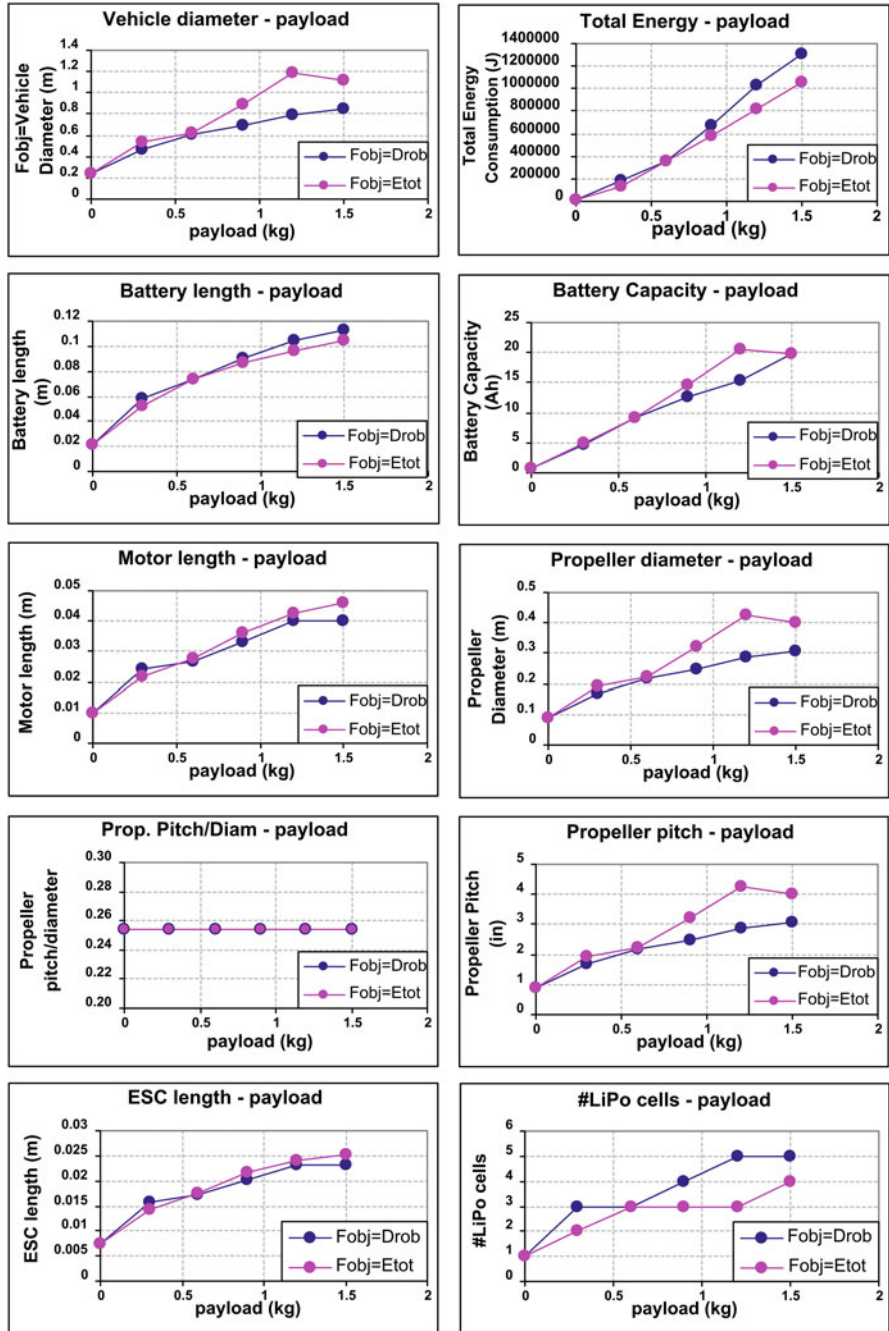 Vehicle diameter - payload
Fobj=Vehicle
Diameter (m)
1.4
1.2
1
0.8
0.6
0.4
0.2
0
0 0.5 1 1.5 2
payload (kg)
Fobj=Drob
Fobj=Etot
Total Energy - payload
Total Energy
Consumption (J)
1400000
1200000
1000000
800000
600000
400000
200000
0
0 0.5 1 1.5 2
payload (kg)
Fobj=Drob
Fobj=Etot
Battery length - payload
Battery length
(m)
0.12
0.1
0.08
0.06
0.04
0.02
0
0 0.5 1 1.5 2
payload (kg)
Fobj=Drob
Fobj=Etot
Battery Capacity - payload
Battery Capacity
(Ah)
25
20
15
10
5
0
0 0.5 1 1.5 2
payload (kg)
Fobj=Drob
Fobj=Etot
Motor length - payload
Motor length (m)
0.05
0.04
0.03
0.02
0.01
0
0 0.5 1 1.5 2
payload (kg)
Fobj=Drob
Fobj=Etot
Propeller diameter - payload
Propeller
Diameter (m)
0.5
0.4
0.3
0.2
0.1
0
0 0.5 1 1.5 2
payload (kg)
Fobj=Drob
Fobj=Etot
Prop. Pitch/Diam - payload
Propeller
pitch/diameter
0.30
0.28
0.26
0.24
0.22
0.20
0 0.5 1 1.5 2
payload (kg)
Fobj=Drob
Fobj=Etot
Propeller pitch - payload
Propeller Pitch
(in)
5
4
3
2
1
0
0 0.5 1 1.5 2
payload (kg)
Fobj=Drob
Fobj=Etot
ESC length - payload
ESC length (m)
0.03
0.025
0.02
0.015
0.01
0.005
0
0 0.5 1 1.5 2
payload (kg)
Fobj=Drob
Fobj=Etot
#LiPo cells - payload
#LiPo cells
6
5
4
3
2
1
0
0 0.5 1 1.5 2
payload (kg)
Fobj=Drob
Fobj=Etot